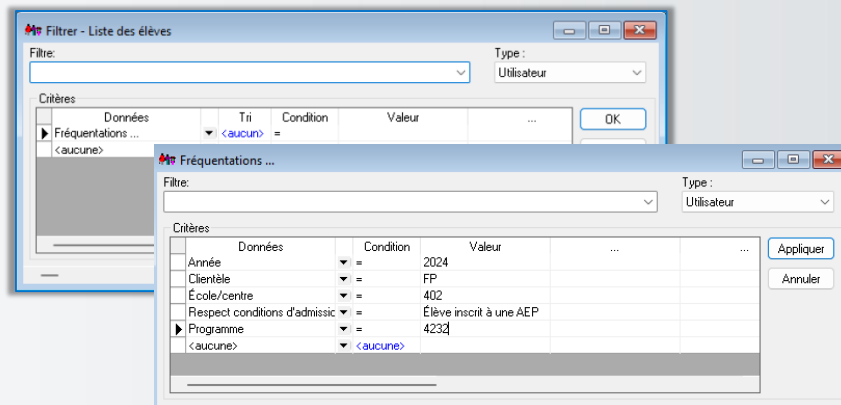 Filtrer - Liste des élèves
Filtre:
Type :
Utilisateur
Critères
Données Tri Condition Valeur ...
OK
Fréquentations ... <aucun> =
<aucune>
Fréquentations ...
Filtre:
Type :
Utilisateur
Critères
Données Condition Valeur ... ...
Appliquer
Année = 2024
Clientèle = FP
Annuler
École/centre = 402
Respect conditions d'admissic = Élève inscrit à une AEP
Programme = 4232
<aucune> <aucune>